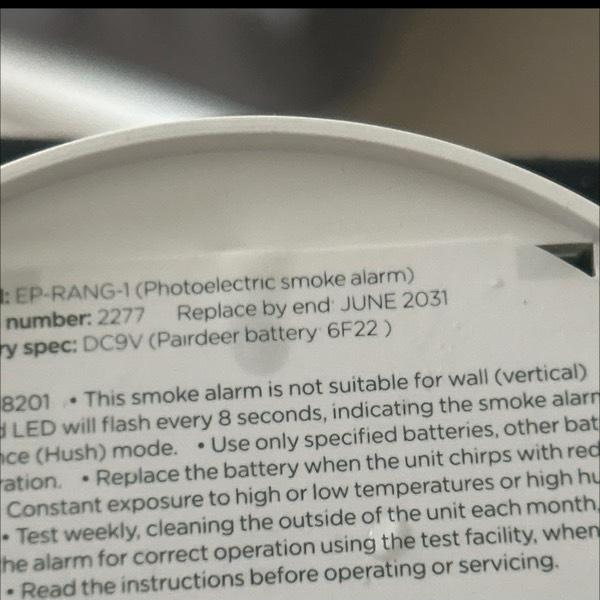 : EP-RANG-1 (Photoelectric smoke alarm)
number: 2277 Replace by end: JUNE 2031
ry spec: DC9V (Pairdeer battery: 6F22 )
8201 • This smoke alarm is not suitable for wall (vertical)
d LED will flash every 8 seconds, indicating the smoke alarm
nce (Hush) mode. • Use only specified batteries, other bat
ration. • Replace the battery when the unit chirps with red
Constant exposure to high or low temperatures or high hu
• Test weekly, cleaning the outside of the unit each month,
he alarm for correct operation using the test facility, when
• Read the instructions before operating or servicing.